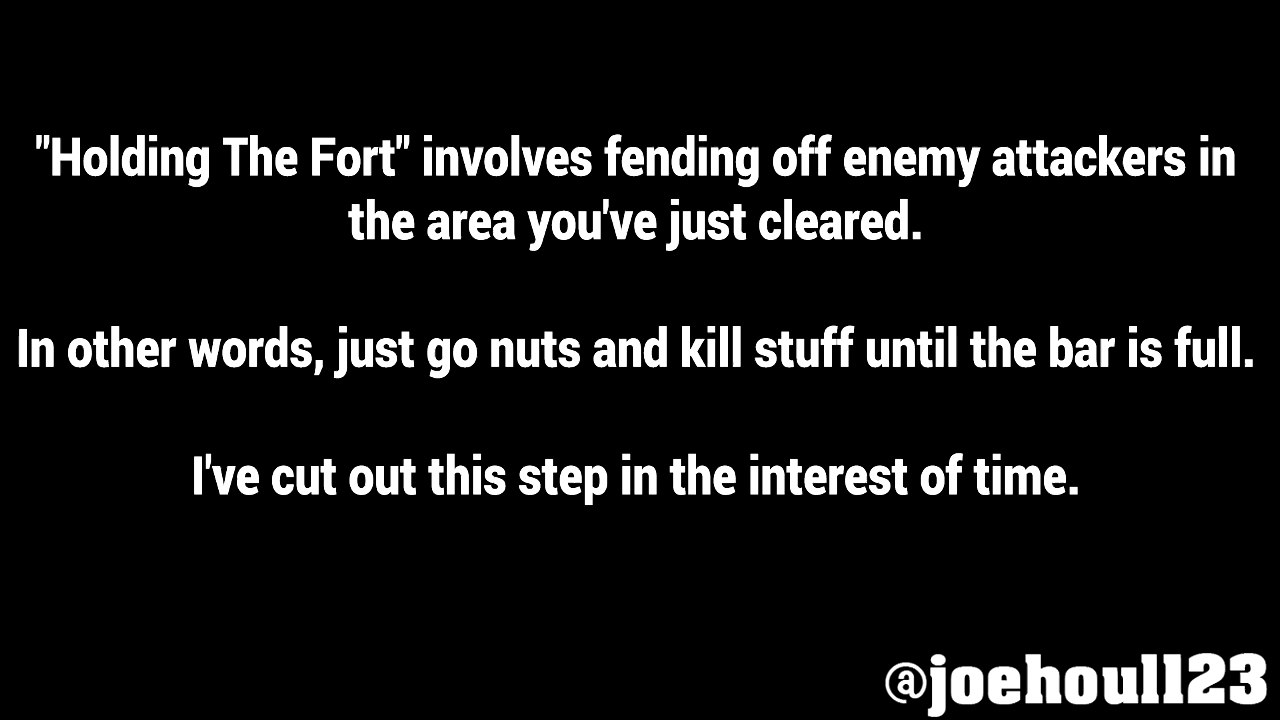 "Holding The Fort" involves fending off enemy attackers in
the area you've just cleared.
In other words, just go nuts and kill stuff until the bar is full.
I've cut out this step in the interest of time.
@joehoull23